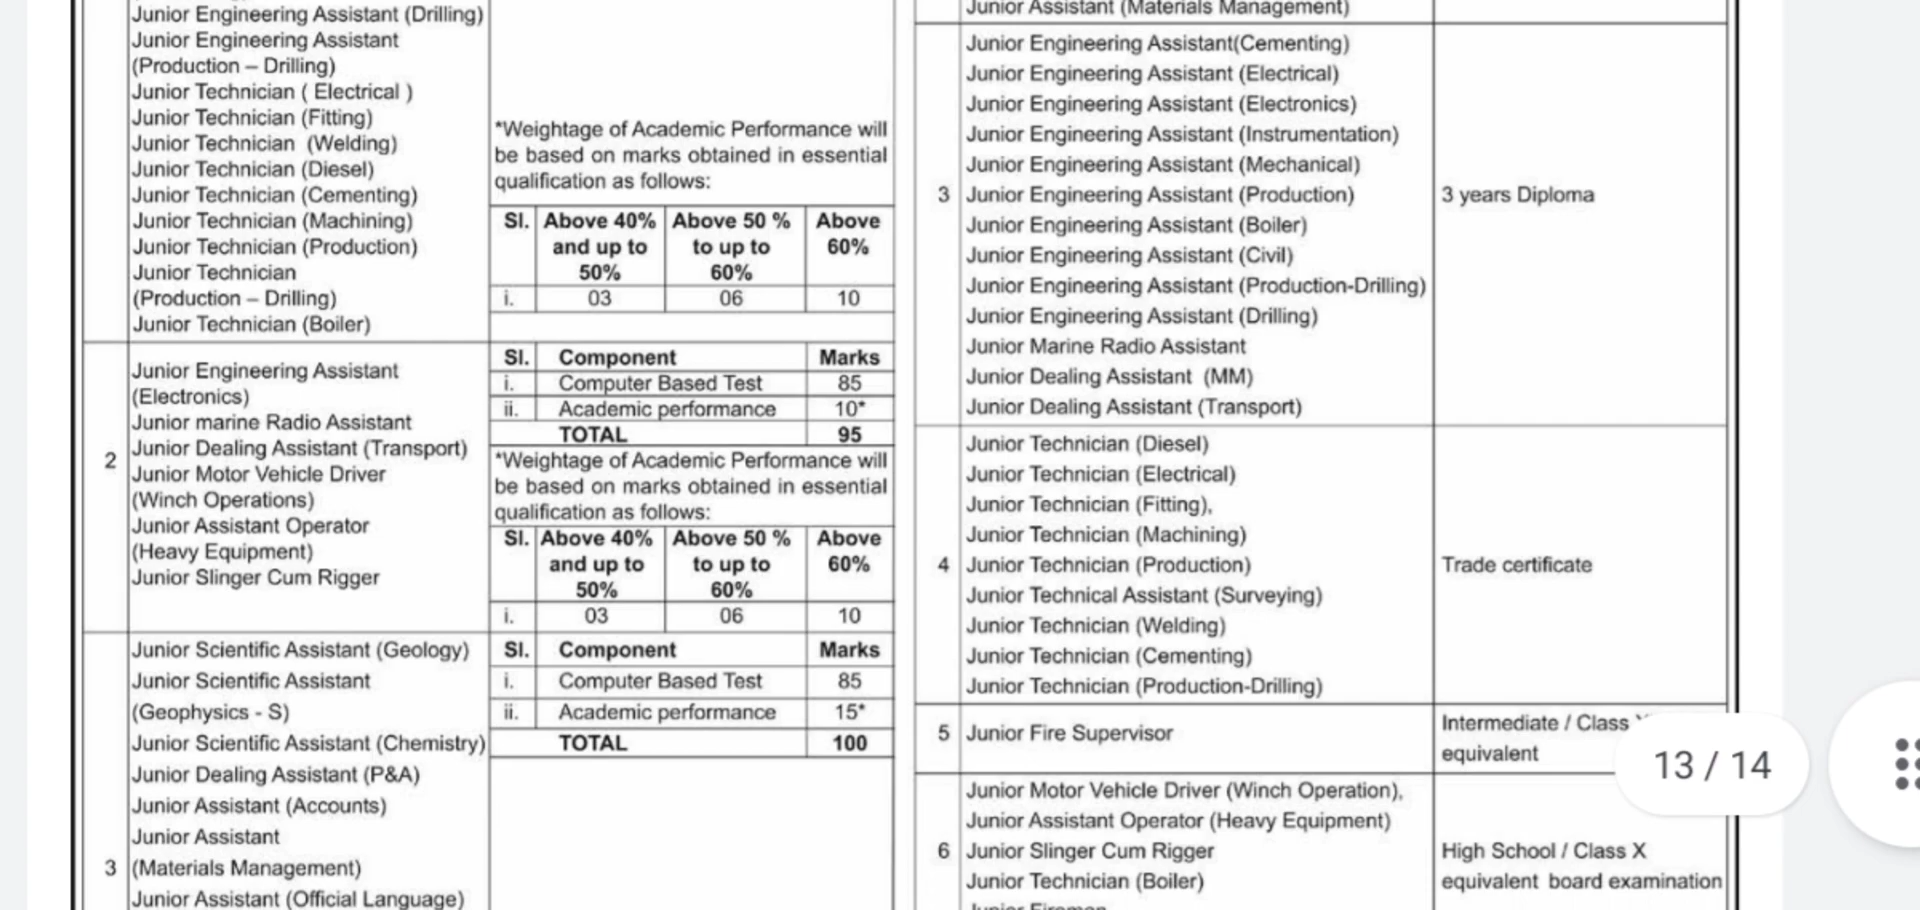 Junior Engineering Assistant (Drilling)
Junior Engineering Assistant
(Production – Drilling)
Junior Technician ( Electrical )
Junior Technician (Fitting)
Junior Technician (Welding)
Junior Technician (Diesel)
Junior Technician (Cementing)
Junior Technician (Machining)
Junior Technician (Production)
Junior Technician
(Production – Drilling)
Junior Technician (Boiler)
*Weightage of Academic Performance will
be based on marks obtained in essential
qualification as follows:
Sl. Above 40% Above 50 % Above
and up to to up to 60%
50% 60%
i. 03 06 10
2
Junior Engineering Assistant
(Electronics)
Junior marine Radio Assistant
Junior Dealing Assistant (Transport)
Junior Motor Vehicle Driver
(Winch Operations)
Junior Assistant Operator
(Heavy Equipment)
Junior Slinger Cum Rigger
Sl. Component Marks
i. Computer Based Test 85
ii. Academic performance 10*
TOTAL 95
*Weightage of Academic Performance will
be based on marks obtained in essential
qualification as follows:
Sl. Above 40% Above 50 % Above
and up to to up to 60%
50% 60%
i. 03 06 10
3
Junior Scientific Assistant (Geology)
Junior Scientific Assistant
(Geophysics - S)
Junior Scientific Assistant (Chemistry)
Junior Dealing Assistant (P&A)
Junior Assistant (Accounts)
Junior Assistant
(Materials Management)
Junior Assistant (Official Language)
Sl. Component Marks
i. Computer Based Test 85
ii. Academic performance 15*
TOTAL 100
Junior Assistant (Materials Management)
3
Junior Engineering Assistant(Cementing)
Junior Engineering Assistant (Electrical)
Junior Engineering Assistant (Electronics)
Junior Engineering Assistant (Instrumentation)
Junior Engineering Assistant (Mechanical)
Junior Engineering Assistant (Production)
Junior Engineering Assistant (Boiler)
Junior Engineering Assistant (Civil)
Junior Engineering Assistant (Production-Drilling)
Junior Engineering Assistant (Drilling)
Junior Marine Radio Assistant
Junior Dealing Assistant (MM)
Junior Dealing Assistant (Transport)
3 years Diploma
4
Junior Technician (Diesel)
Junior Technician (Electrical)
Junior Technician (Fitting),
Junior Technician (Machining)
Junior Technician (Production)
Junior Technical Assistant (Surveying)
Junior Technician (Welding)
Junior Technician (Cementing)
Junior Technician (Production-Drilling)
Trade certificate
5 Junior Fire Supervisor
Intermediate / Class
equivalent
13 / 14
6
Junior Motor Vehicle Driver (Winch Operation),
Junior Assistant Operator (Heavy Equipment)
Junior Slinger Cum Rigger
Junior Technician (Boiler)
High School / Class X
equivalent board examination